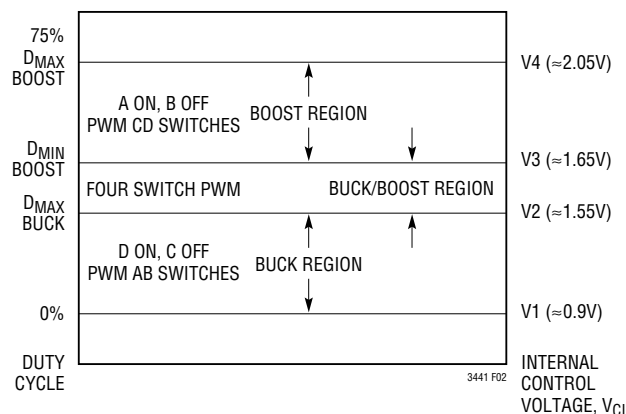 75%
DMAX
BOOST
DMIN
BOOST
DMAX
BUCK
0%
DUTY
CYCLE
A ON, B OFF
PWM CD SWITCHES
BOOST REGION
FOUR SWITCH PWM
BUCK/BOOST REGION
D ON, C OFF
PWM AB SWITCHES
BUCK REGION
3441 F02
V4 (≈2.05V)
V3 (≈1.65V)
V2 (≈1.55V)
V1 (≈0.9V)
INTERNAL
CONTROL
VOLTAGE, VCI